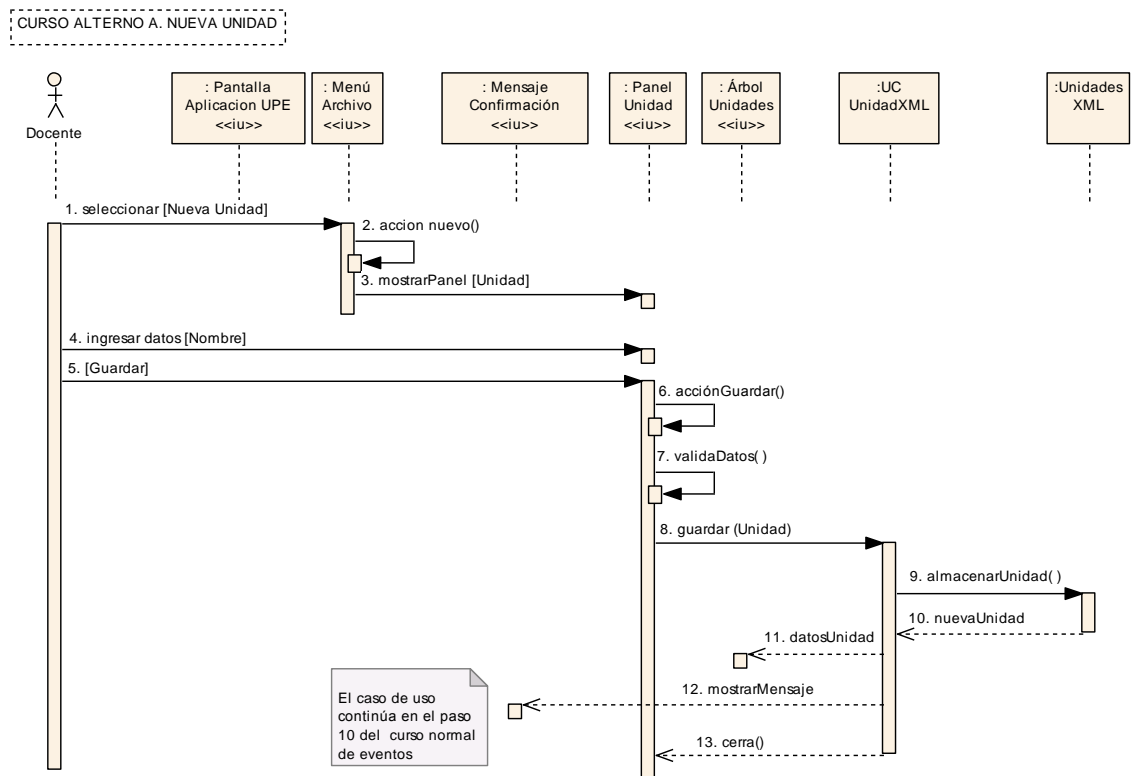 CURSO ALTERNO A. NUEVA UNIDAD
Docente
: Pantalla
Aplicacion UPE
<<iu>>
: Menú
Archivo
<<iu>>
: Mensaje
Confirmación
<<iu>>
: Panel
Unidad
<<iu>>
: Árbol
Unidades
<<iu>>
:UC
UnidadXML
:Unidades
XML
1. seleccionar [Nueva Unidad]
2. accion nuevo()
3. mostrarPanel [Unidad]
4. ingresar datos [Nombre]
5. [Guardar]
6. acciónGuardar()
7. validaDatos( )
8. guardar (Unidad)
9. almacenarUnidad( )
10. nuevaUnidad
11. datosUnidad
12. mostrarMensaje
13. cerra()
El caso de uso
continúa en el paso
10 del curso normal
de eventos